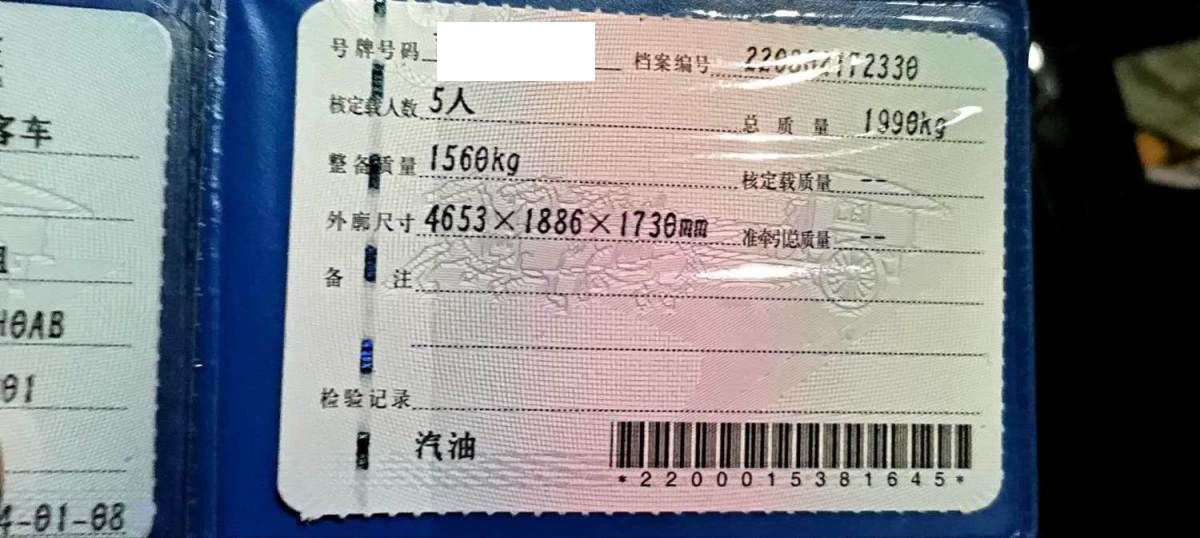 客车
H0AB
01
4-01-08
号牌号码
档案编号
核定载人数 5人
总质量 1990kg
整备质量 1560kg
核定载质量 --
外廓尺寸 4653×1886×1730mm
准牵引总质量 --
备注
检验记录
汽油
*2200015381645*